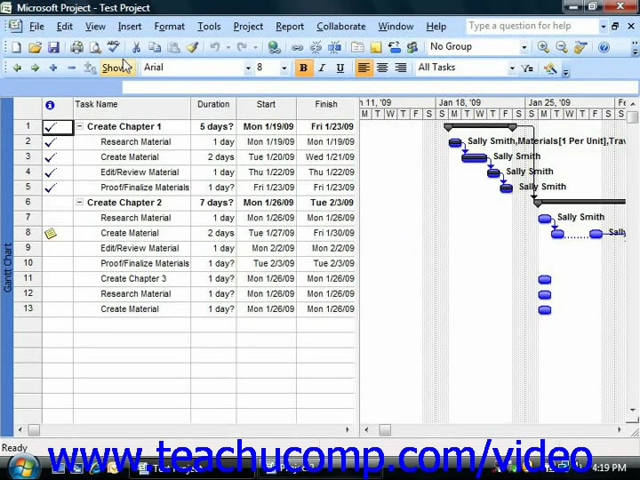 Microsoft Project - Test Project
File Edit View Insert Format Tools Project Report Collaborate Window Help Type a question for help
No Group
Show Arial 8 B I U All Tasks
Task Name Duration Start Finish
n 11, '09 Jan 18, '09 Jan 25, '09
T W T F S S M T W T F S S M T W T F S
1 Create Chapter 1 5 days? Mon 1/19/09 Fri 1/23/09
2 Research Material 1 day Mon 1/19/09 Mon 1/19/09 Sally Smith,Materials[1 Per Unit],Trav
3 Create Material 2 days Tue 1/20/09 Wed 1/21/09 Sally Smith
4 Edit/Review Material 1 day Thu 1/22/09 Thu 1/22/09 Sally Smith
5 Proof/Finalize Materials 1 day? Fri 1/23/09 Fri 1/23/09 Sally Smith
6 Create Chapter 2 7 days? Mon 1/26/09 Tue 2/3/09
7 Research Material 1 day Mon 1/26/09 Mon 1/26/09 Sally Smith
8 Create Material 2 days Tue 1/27/09 Fri 1/30/09 Sally
9 Edit/Review Material 1 day Mon 2/2/09 Mon 2/2/09
10 Proof/Finalize Materials 1 day? Tue 2/3/09 Tue 2/3/09
11 Create Chapter 3 1 day? Mon 1/26/09 Mon 1/26/09
12 Research Material 1 day? Mon 1/26/09 Mon 1/26/09
13 Create Material 1 day? Mon 1/26/09 Mon 1/26/09
Gantt Chart
Ready
www.teachucomp.com/video
4:19 PM